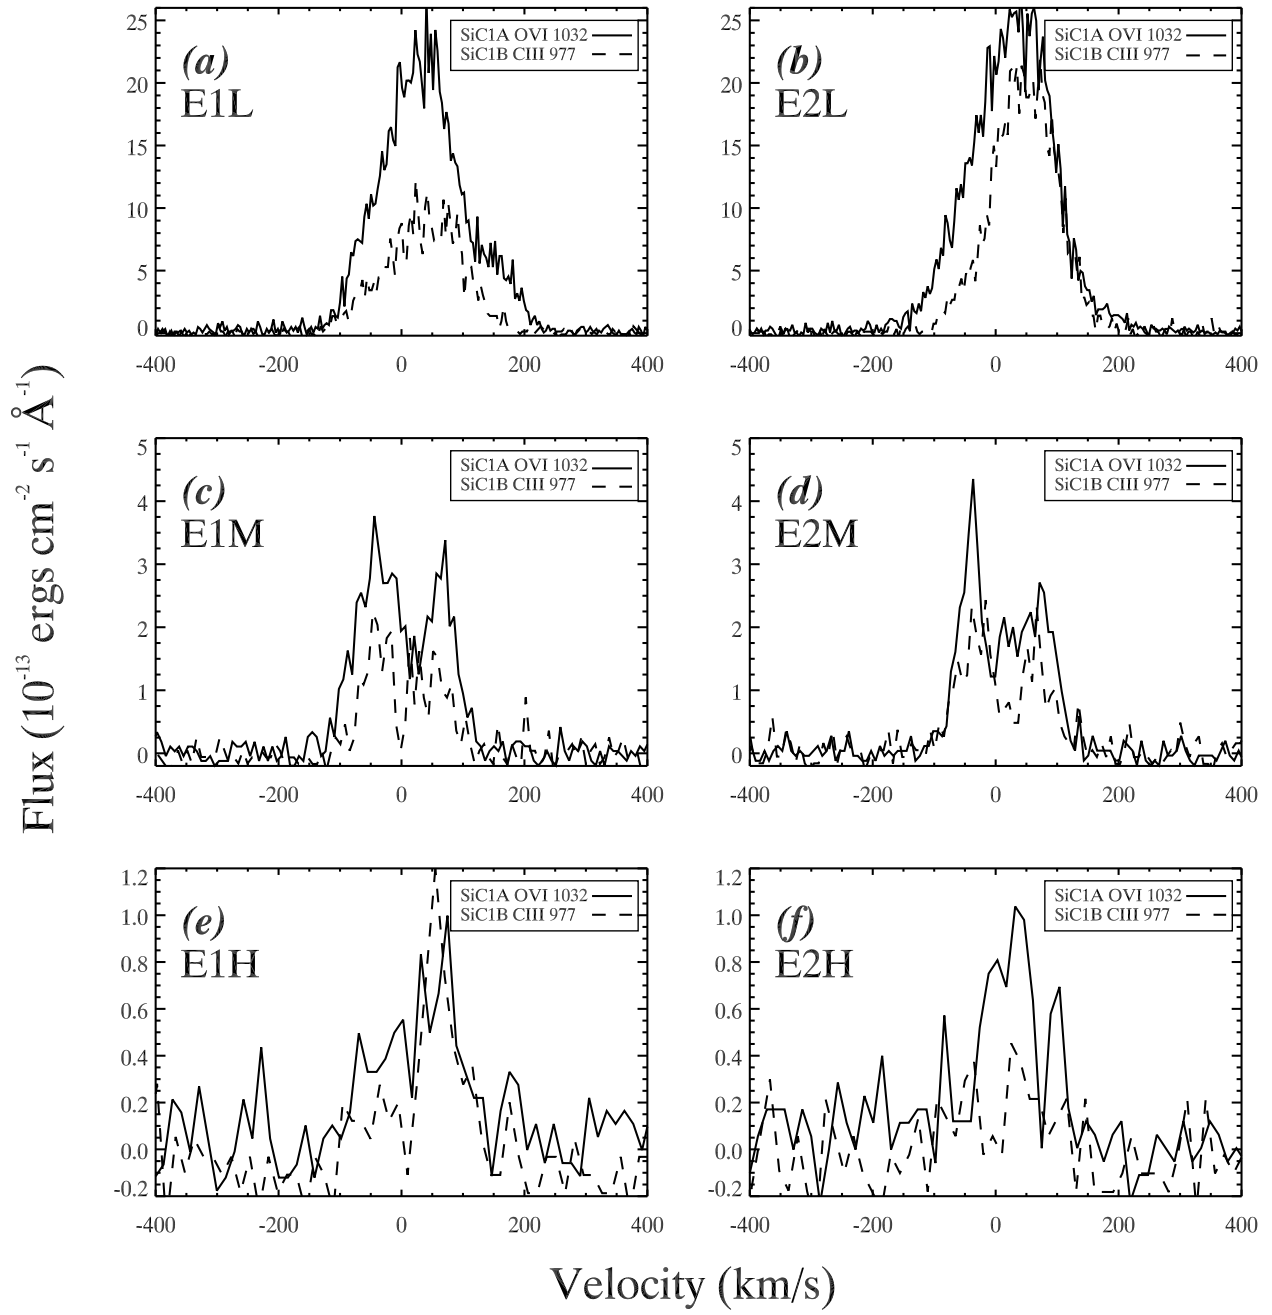 SiC1A OVI 1032
SiC1B CIII 977
(a)
E1L
25
20
15
10
5
0
-400 -200 0 200 400
SiC1A OVI 1032
SiC1B CIII 977
(b)
E2L
25
20
15
10
5
0
-400 -200 0 200 400
SiC1A OVI 1032
SiC1B CIII 977
(c)
E1M
5
4
3
2
1
0
-400 -200 0 200 400
SiC1A OVI 1032
SiC1B CIII 977
(d)
E2M
5
4
3
2
1
0
-400 -200 0 200 400
SiC1A OVI 1032
SiC1B CIII 977
(e)
E1H
1.2
1.0
0.8
0.6
0.4
0.2
0.0
-0.2
-400 -200 0 200 400
SiC1A OVI 1032
SiC1B CIII 977
(f)
E2H
1.2
1.0
0.8
0.6
0.4
0.2
0.0
-0.2
-400 -200 0 200 400
Flux (10⁻¹³ ergs cm⁻² s⁻¹ Å⁻¹)
Velocity (km/s)